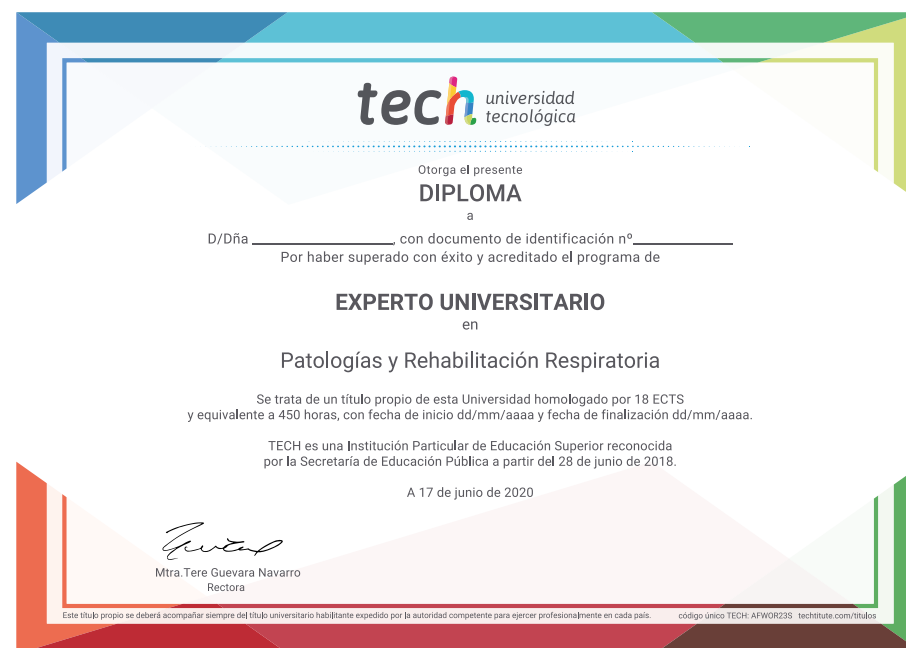 tech universidad
tecnológica
Otorga el presente
DIPLOMA
a
D/Dña ______________, con documento de identificación nº__________
Por haber superado con éxito y acreditado el programa de
EXPERTO UNIVERSITARIO
en
Patologías y Rehabilitación Respiratoria
Se trata de un título propio de esta Universidad homologado por 18 ECTS
y equivalente a 450 horas, con fecha de inicio dd/mm/aaaa y fecha de finalización dd/mm/aaaa.
TECH es una Institución Particular de Educación Superior reconocida
por la Secretaría de Educación Pública a partir del 28 de junio de 2018.
A 17 de junio de 2020
Mtra.Tere Guevara Navarro
Rectora
Este título propio se deberá acompañar siempre del título universitario habilitante expedido por la autoridad competente para ejercer profesionalmente en cada país. código único TECH: AFWOR23S techtitute.com/titulos